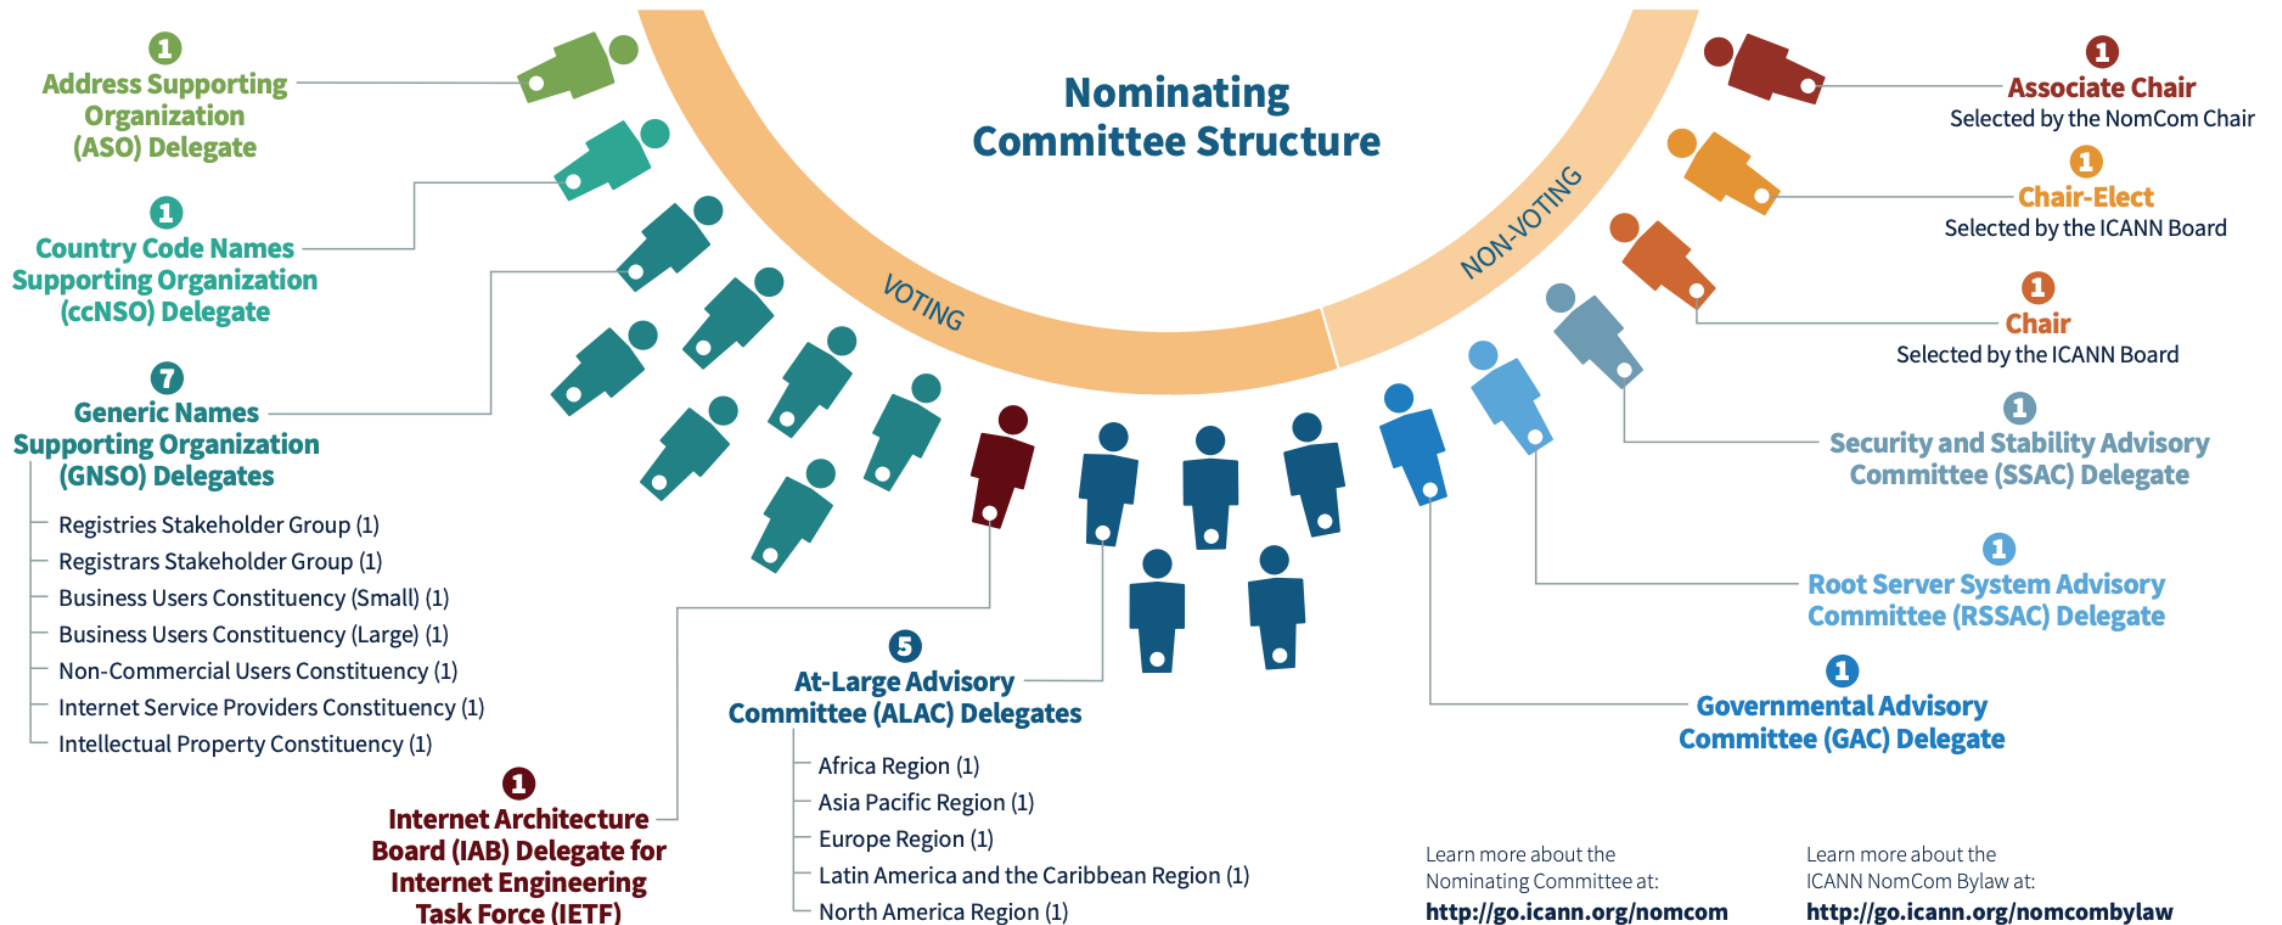 Nominating
Committee Structure
VOTING
NON-VOTING
1
Address Supporting
Organization
(ASO) Delegate
1
Country Code Names
Supporting Organization
(ccNSO) Delegate
7
Generic Names
Supporting Organization
(GNSO) Delegates
Registries Stakeholder Group (1)
Registrars Stakeholder Group (1)
Business Users Constituency (Small) (1)
Business Users Constituency (Large) (1)
Non-Commercial Users Constituency (1)
Internet Service Providers Constituency (1)
Intellectual Property Constituency (1)
1
Internet Architecture
Board (IAB) Delegate for
Internet Engineering
Task Force (IETF)
5
At-Large Advisory
Committee (ALAC) Delegates
Africa Region (1)
Asia Pacific Region (1)
Europe Region (1)
Latin America and the Caribbean Region (1)
North America Region (1)
1
Associate Chair
Selected by the NomCom Chair
1
Chair-Elect
Selected by the ICANN Board
1
Chair
Selected by the ICANN Board
1
Security and Stability Advisory
Committee (SSAC) Delegate
1
Root Server System Advisory
Committee (RSSAC) Delegate
1
Governmental Advisory
Committee (GAC) Delegate
Learn more about the
Nominating Committee at:
http://go.icann.org/nomcom
Learn more about the
ICANN NomCom Bylaw at:
http://go.icann.org/nomcombylaw